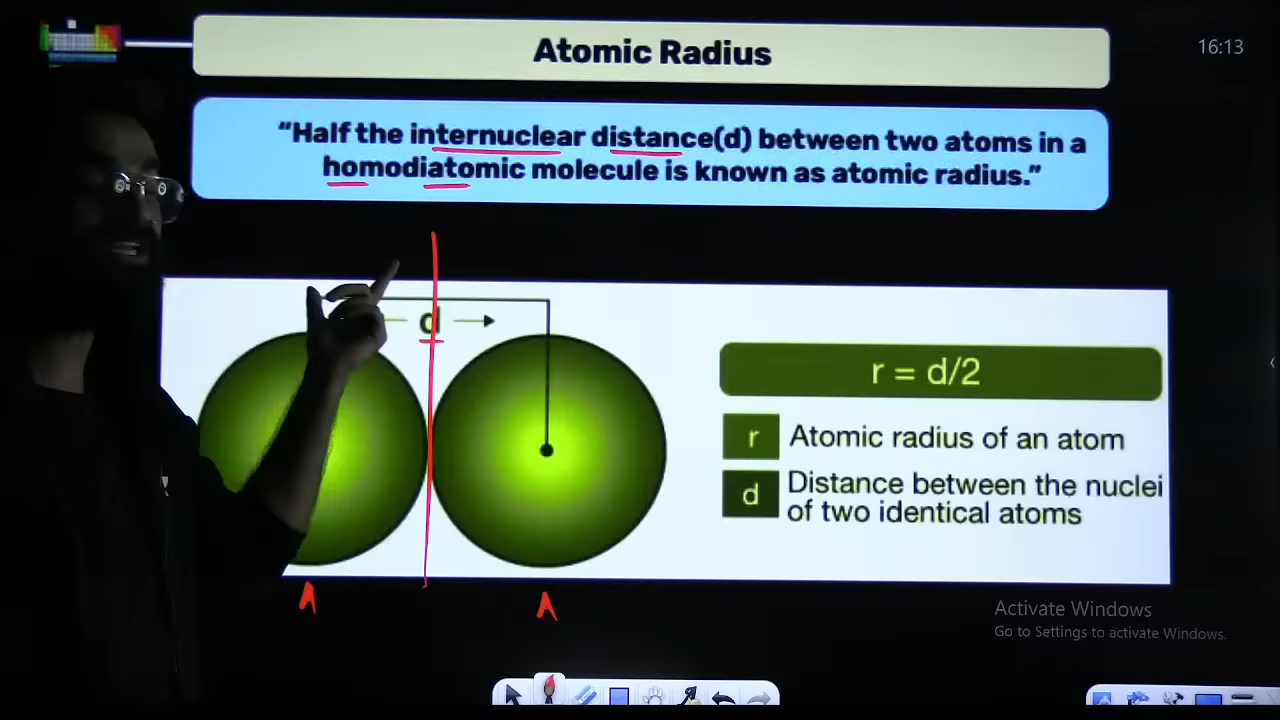 Atomic Radius
16:13
“Half the internuclear distance(d) between two atoms in a
homodiatomic molecule is known as atomic radius.”
d
r = d/2
r Atomic radius of an atom
d Distance between the nuclei
of two identical atoms
A A
Activate Windows
Go to Settings to activate Windows.